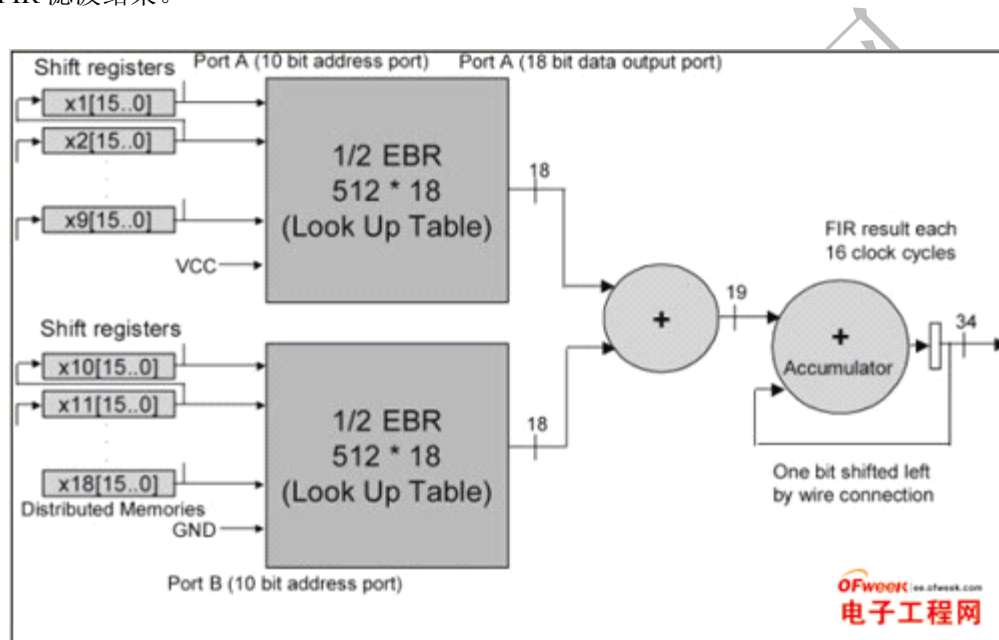 FIR 滤波结果。
Port A (10 bit address port)
Port A (18 bit data output port)
Shift registers
x1[15..0]
x2[15..0]
x9[15..0]
VCC
1/2 EBR
512 * 18
(Look Up Table)
18
FIR result each
16 clock cycles
+
19
+
Accumulator
34
Shift registers
x10[15..0]
x11[15..0]
x18[15..0]
Distributed Memories
GND
1/2 EBR
512 * 18
(Look Up Table)
18
One bit shifted left
by wire connection
Port B (10 bit address port)
OFweek ee.ofweek.com
电子工程网